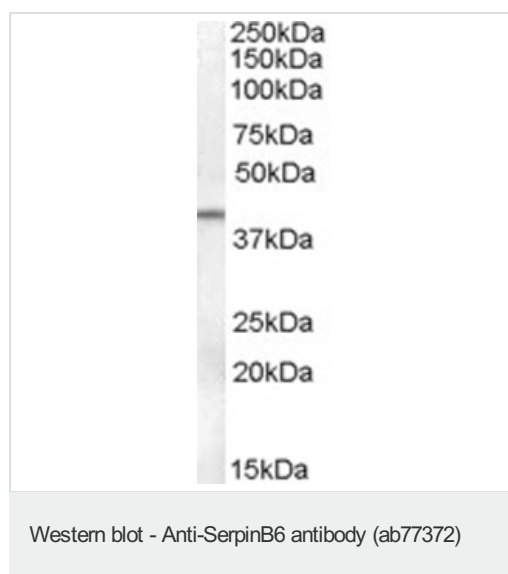 250kDa
150kDa
100kDa
75kDa
50kDa
37kDa
25kDa
20kDa
15kDa
Western blot - Anti-SerpinB6 antibody (ab77372)